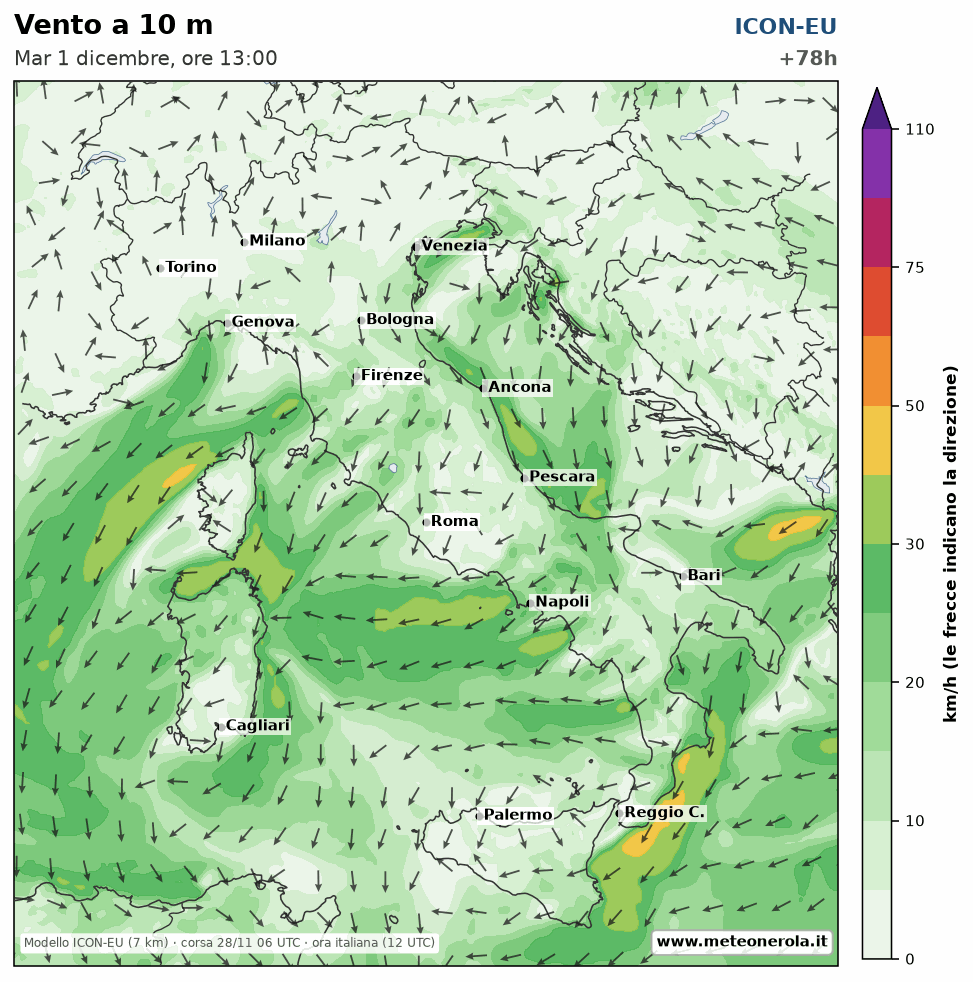 Vento a 10 m
ICON-EU
Mar 1 dicembre, ore 13:00
+78h
110
75
50
30
20
10
0
km/h (le frecce indicano la direzione)
Venezia
Milano
Torino
Genova
Bologna
Firenze
Ancona
Pescara
Roma
Bari
Napoli
Cagliari
Palermo
Reggio C.
Modello ICON-EU (7 km) · corsa 28/11 06 UTC · ora italiana (12 UTC)
www.meteonerola.it